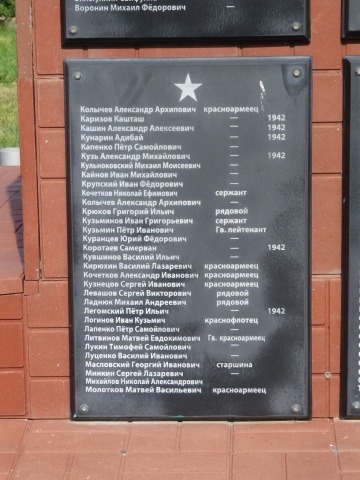 Воронин Михаил Фёдорович —
Колычев Александр Архипович красноармеец
Каризов Кашташ — 1942
Кашин Александр Алексеевич — 1942
Кунарин Адибай — 1942
Капенко Пётр Самойлович —
Кузь Александр Михайлович — 1942
Кульноковский Михаил Моисеевич —
Кайнов Иван Михайлович —
Крупский Иван Фёдорович —
Кочетков Николай Ефимович сержант
Колычев Александр Архипович —
Крюков Григорий Ильич рядовой
Кузьминов Иван Григорьевич сержант
Кузьмин Пётр Иванович Гв. лейтенант
Куранцев Юрий Фёдорович —
Коротаев Самерван — 1942
Кувшинов Василий Ильич —
Кирюхин Василий Лазаревич красноармеец
Кочетков Александр Иванович красноармеец
Кузнецов Сергей Иванович красноармеец
Левашов Сергей Викторович рядовой
Ладнюк Михаил Андреевич рядовой
Легомский Пётр Ильич — 1942
Логинов Иван Кузьмич краснофлотец
Лапенко Пётр Самойлович —
Литвинов Матвей Евдокимович Гв. красноармеец
Лукин Тимофей Самойлович —
Луценко Василий Иванович —
Масловский Георгий Иванович старшина
Минкин Сергей Лазаревич —
Михайлов Николай Александрович
Молотков Матвей Васильевич красноармеец